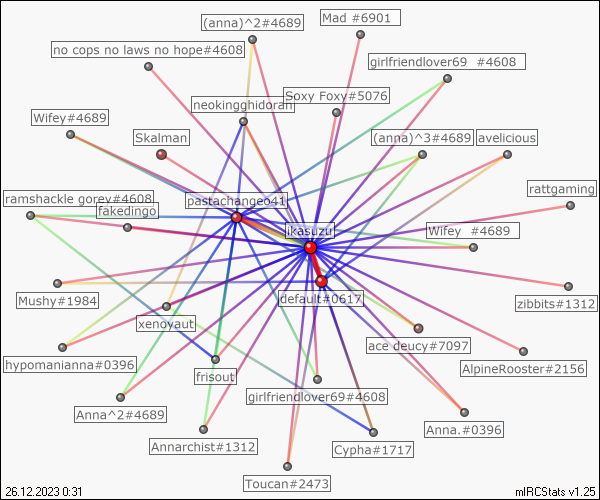 (anna)^2#4689
Mad #6901
no cops no laws no hope#4608
girlfriendlover69 #4608
Soxy Foxy#5076
neokingghidorah
Wifey#4689
Skalman
(anna)^3#4689
avelicious
rattgaming
ramshackle gorey#4608
pastachangeo41
fakedingo
ikasuzu
Wifey #4689
Mushy#1984
default#0617
zibbits#1312
xenoyaut
ace deucy#7097
hypomanianna#0396
AlpineRooster#2156
frisout
girlfriendlover69#4608
Anna^2#4689
Anna.#0396
Annarchist#1312
Cypha#1717
Toucan#2473
26.12.2023 0:31
mIRCStats v1.25